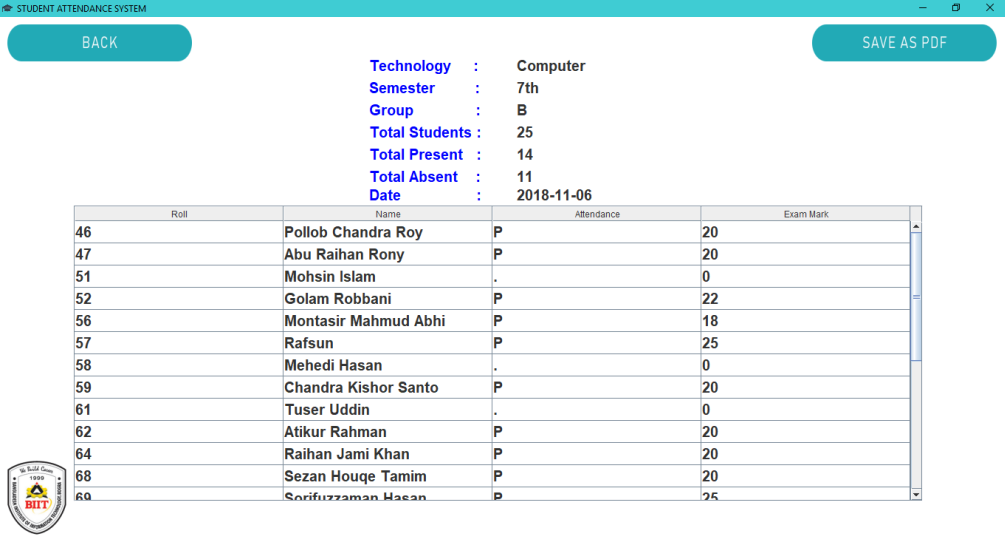 STUDENT ATTENDANCE SYSTEM
BACK
SAVE AS PDF
Technology : Computer
Semester : 7th
Group : B
Total Students : 25
Total Present : 14
Total Absent : 11
Date : 2018-11-06
Roll Name Attendance Exam Mark
46 Pollob Chandra Roy P 20
47 Abu Raihan Rony P 20
51 Mohsin Islam . 0
52 Golam Robbani P 22
56 Montasir Mahmud Abhi P 18
57 Rafsun P 25
58 Mehedi Hasan . 0
59 Chandra Kishor Santo P 20
61 Tuser Uddin . 0
62 Atikur Rahman P 20
64 Raihan Jami Khan P 20
68 Sezan Houqe Tamim P 20
69 Sorifuzzaman Hasan P 25
1999
BIIT